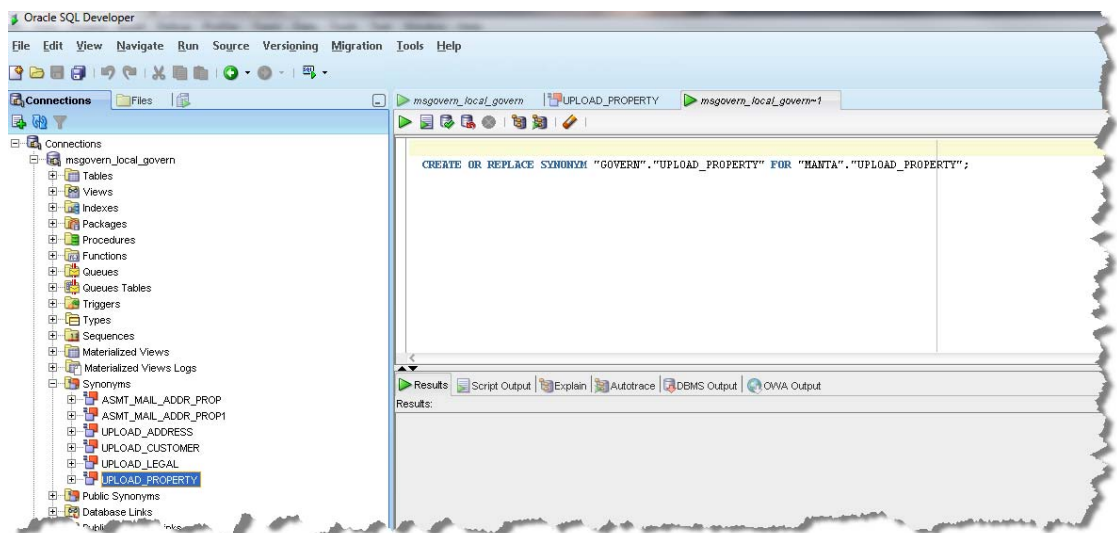 Oracle SQL Developer
File Edit View Navigate Run Source Versioning Migration Tools Help
Connections Files
msgovern_local_govern UPLOAD_PROPERTY msgovern_local_govern~1
Connections
msgovern_local_govern
Tables
Views
Indexes
Packages
Procedures
Functions
Queues
Queues Tables
Triggers
Types
Sequences
Materialized Views
Materialized Views Logs
Synonyms
ASMT_MAIL_ADDR_PROP
ASMT_MAIL_ADDR_PROP1
UPLOAD_ADDRESS
UPLOAD_CUSTOMER
UPLOAD_LEGAL
UPLOAD_PROPERTY
Public Synonyms
Database Links
CREATE OR REPLACE SYNONYM "GOVERN"."UPLOAD_PROPERTY" FOR "MANTA"."UPLOAD_PROPERTY";
Results Script Output Explain Autotrace DBMS Output OWA Output
Results: